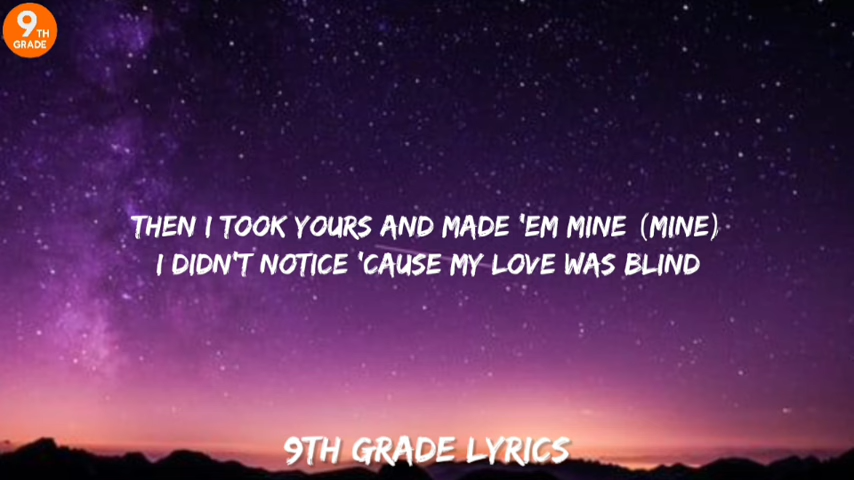 9TH
GRADE
THEN I TOOK YOURS AND MADE 'EM MINE (MINE)
I DIDN'T NOTICE 'CAUSE MY LOVE WAS BLIND
9TH GRADE LYRICS